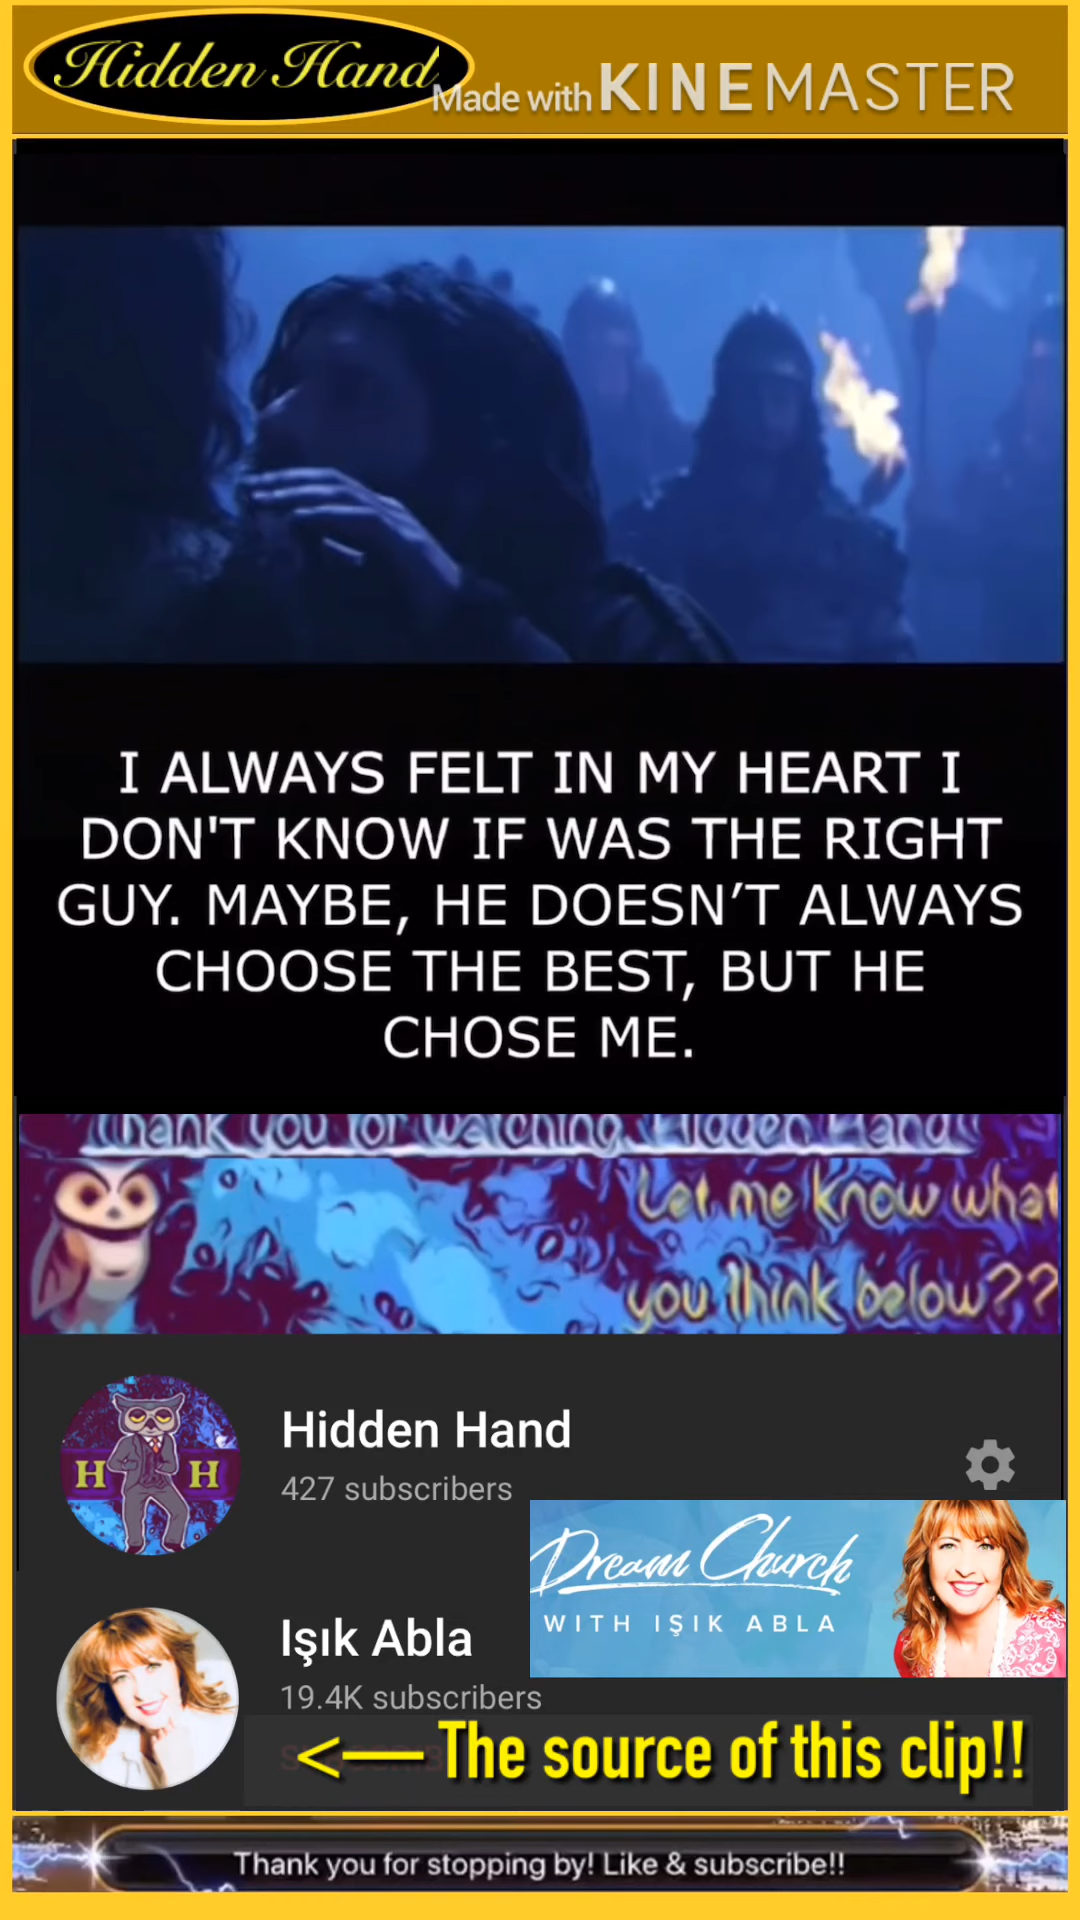 Hidden Hand
Made with KINEMASTER
I ALWAYS FELT IN MY HEART I
DON'T KNOW IF WAS THE RIGHT
GUY. MAYBE, HE DOESN’T ALWAYS
CHOOSE THE BEST, BUT HE
CHOSE ME.
Thank you for watching Hidden Hand!
Let me know what
you think below??
H H
Hidden Hand
427 subscribers
Dream Church
WITH IŞIK ABLA
Işık Abla
19.4K subscribers
<— The source of this clip!!
Thank you for stopping by! Like & subscribe!!